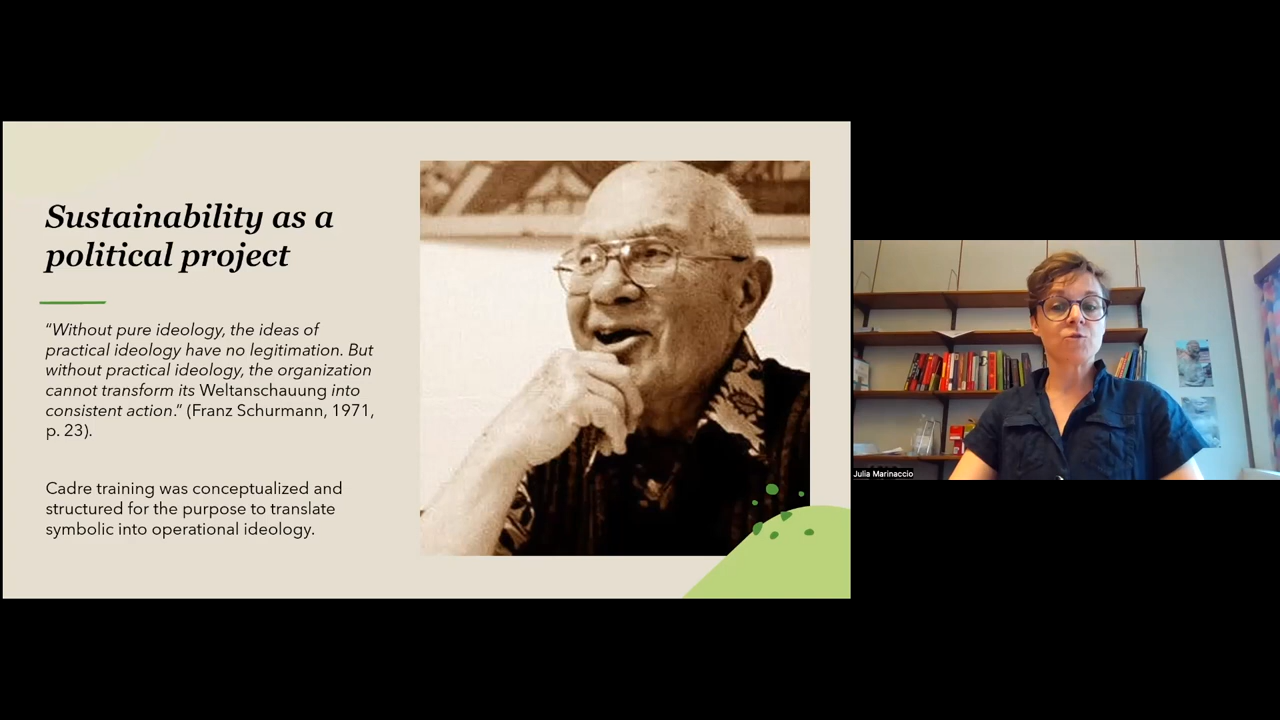 Sustainability as a
political project
“Without pure ideology, the ideas of
practical ideology have no legitimation. But
without practical ideology, the organization
cannot transform its Weltanschauung into
consistent action.” (Franz Schurmann, 1971,
p. 23).
Cadre training was conceptualized and
structured for the purpose to translate
symbolic into operational ideology.
Julia Marinaccio